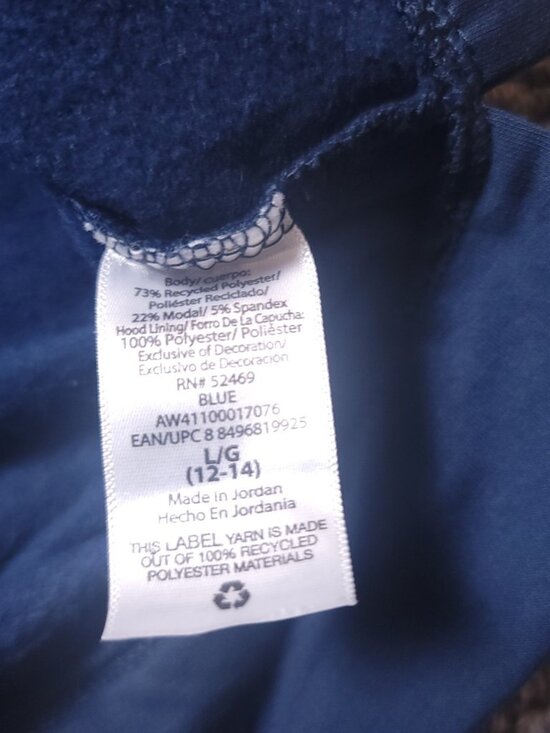 Body/ cuerpo:
73% Recycled Polyester/
Poliéster Reciclado/
22% Modal/ 5% Spandex
Hood Lining/ Forro De La Capucha:
100% Polyester/ Poliéster
Exclusive of Decoration/
Exclusivo de Decoración
RN# 52469
BLUE
AW41100017076
EAN/UPC 8 8496819925
L/G
(12-14)
Made in Jordan
Hecho En Jordania
THIS LABEL YARN IS MADE
OUT OF 100% RECYCLED
POLYESTER MATERIALS